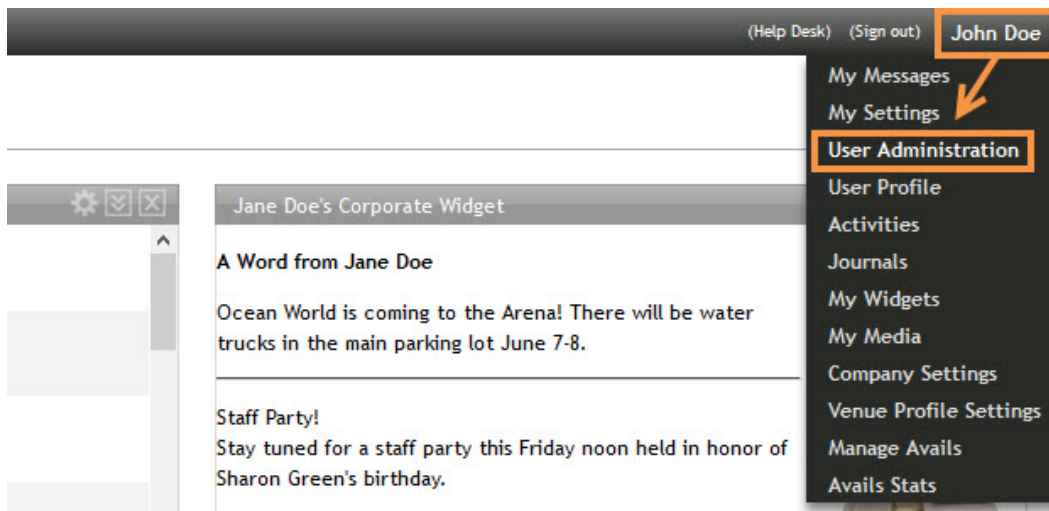 (Help Desk) (Sign out) John Doe
My Messages
My Settings
User Administration
User Profile
Activities
Journals
My Widgets
My Media
Company Settings
Venue Profile Settings
Manage Avails
Avails Stats
Jane Doe's Corporate Widget
A Word from Jane Doe
Ocean World is coming to the Arena! There will be water
trucks in the main parking lot June 7-8.
Staff Party!
Stay tuned for a staff party this Friday noon held in honor of
Sharon Green's birthday.